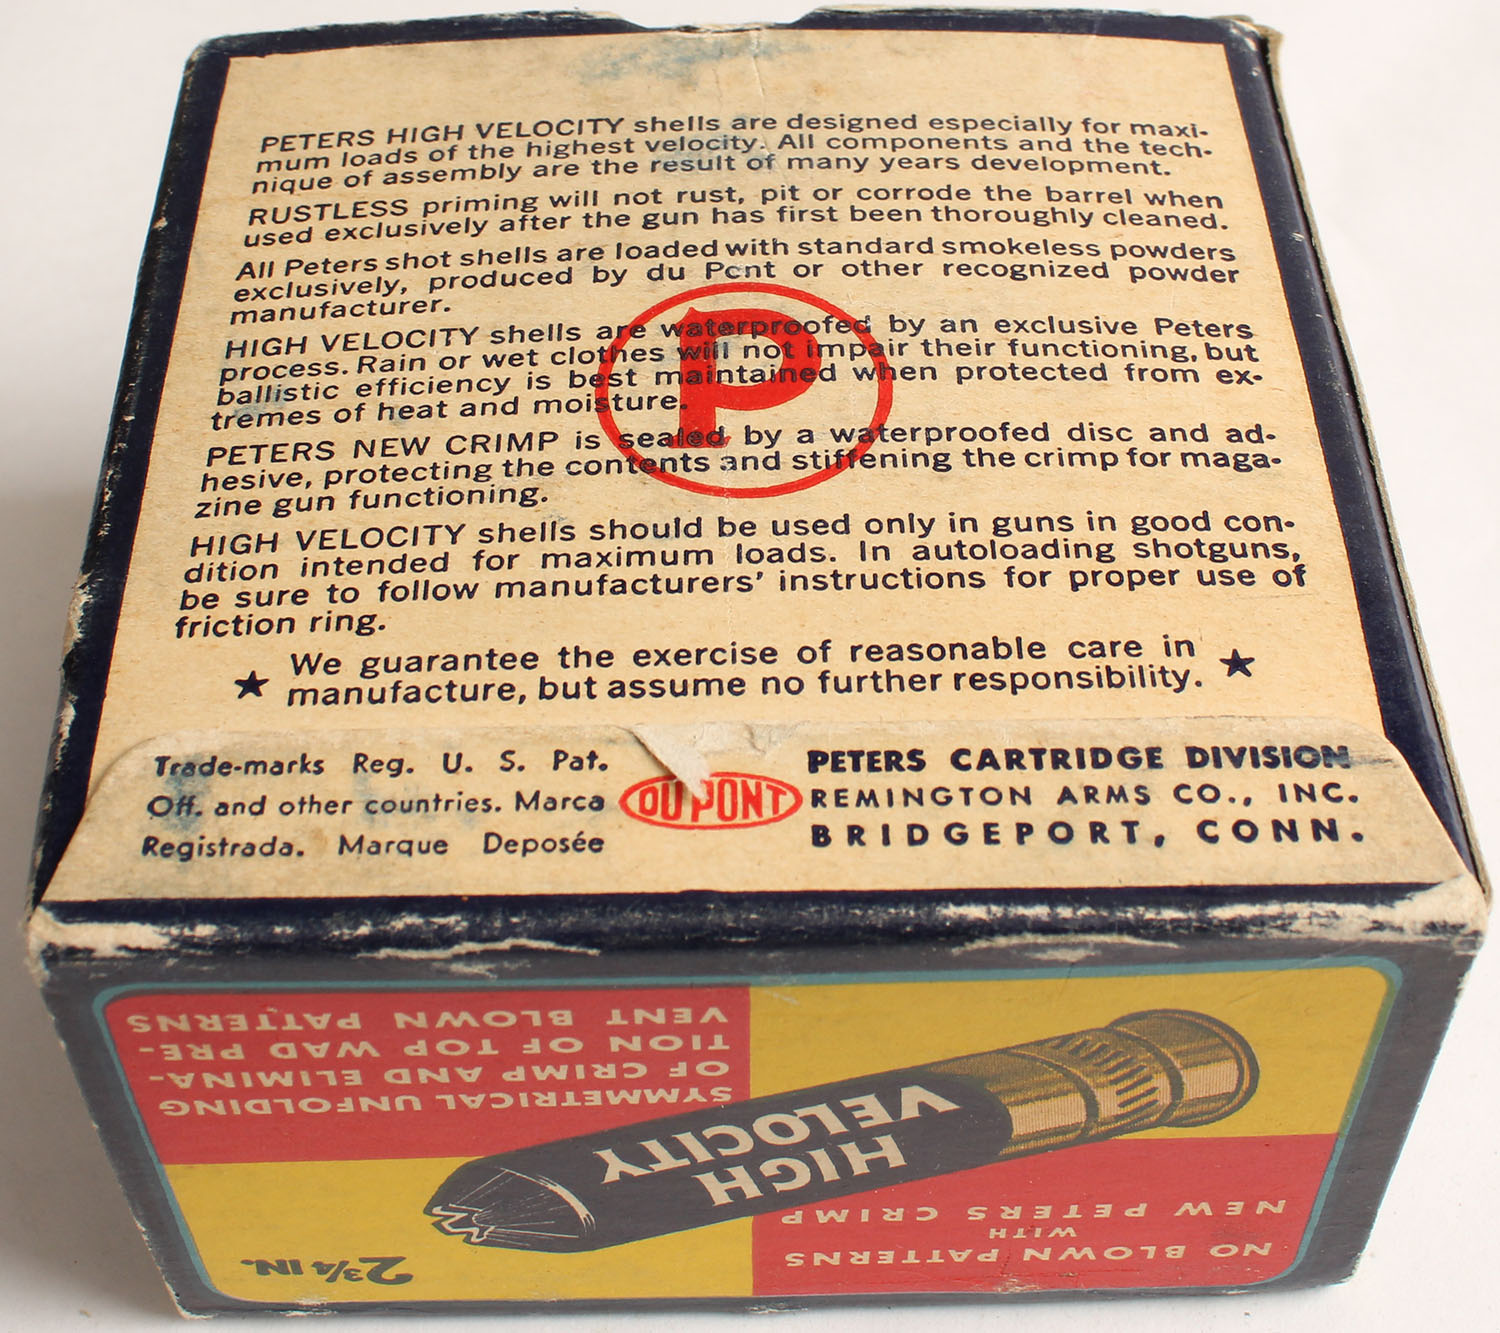 PETERS HIGH VELOCITY shells are designed especially for maxi-
mum loads of the highest velocity. All components and the tech-
nique of assembly are the result of many years development.
RUSTLESS priming will not rust, pit or corrode the barrel when
used exclusively after the gun has first been thoroughly cleaned.
All Peters shot shells are loaded with standard smokeless powders
exclusively, produced by du Pont or other recognized powder
manufacturer.
HIGH VELOCITY shells are waterproofed by an exclusive Peters
process. Rain or wet clothes will not impair their functioning, but
ballistic efficiency is best maintained when protected from ex-
tremes of heat and moisture.
P
PETERS NEW CRIMP is sealed by a waterproofed disc and ad-
hesive, protecting the contents and stiffening the crimp for maga-
zine gun functioning.
HIGH VELOCITY shells should be used only in guns in good con-
dition intended for maximum loads. In autoloading shotguns,
be sure to follow manufacturers' instructions for proper use of
friction ring.
★ We guarantee the exercise of reasonable care in ★
manufacture, but assume no further responsibility.
Trade-marks Reg. U. S. Pat.
Off. and other countries. Marca
Registrada. Marque Deposée
DU PONT
PETERS CARTRIDGE DIVISION
REMINGTON ARMS CO., INC.
BRIDGEPORT, CONN.
NO BLOWN PATTERNS
WITH
NEW PETERS CRIMP
2¾ IN.
HIGH
VELOCITY
SYMMETRICAL UNFOLDING
OF CRIMP AND ELIMINA-
TION OF TOP WAD PRE-
VENT BLOWN PATTERNS